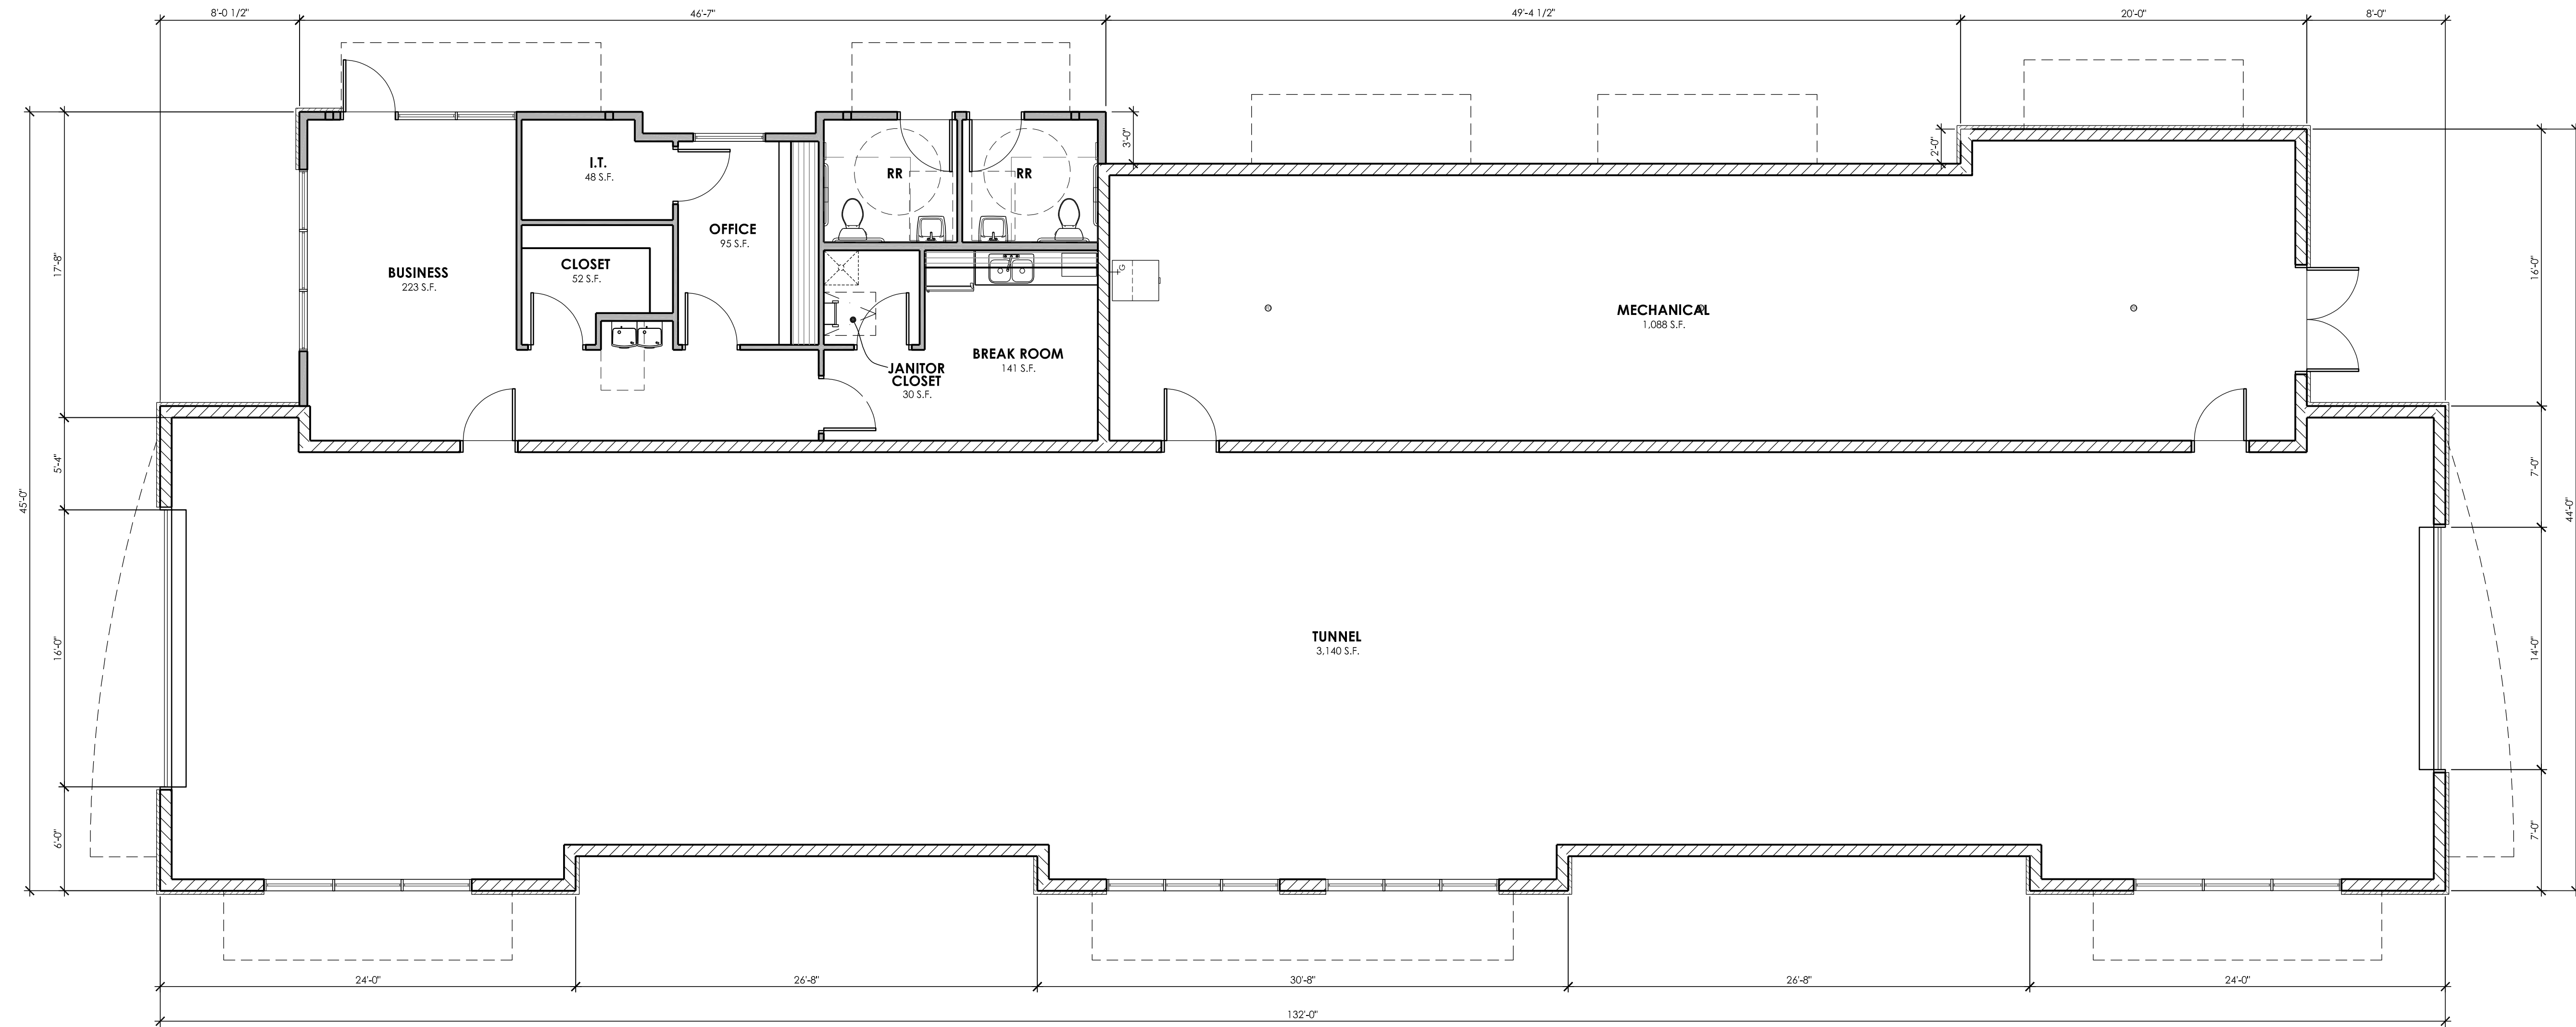 8'-0 1/2"
46'-7"
49'-4 1/2"
20'-0"
8'-0"
3'-0"
2'-0"
I.T.
48 S.F.
RR
RR
OFFICE
95 S.F.
CLOSET
52 S.F.
BUSINESS
223 S.F.
G
17'-8"
16'-0"
MECHANICAL
1,088 S.F.
BREAK ROOM
141 S.F.
JANITOR
CLOSET
30 S.F.
5'-4"
7'-0"
45'-0"
44'-0"
TUNNEL
3,140 S.F.
16'-0"
14'-0"
6'-0"
7'-0"
24'-0"
26'-8"
30'-8"
26'-8"
24'-0"
132'-0"